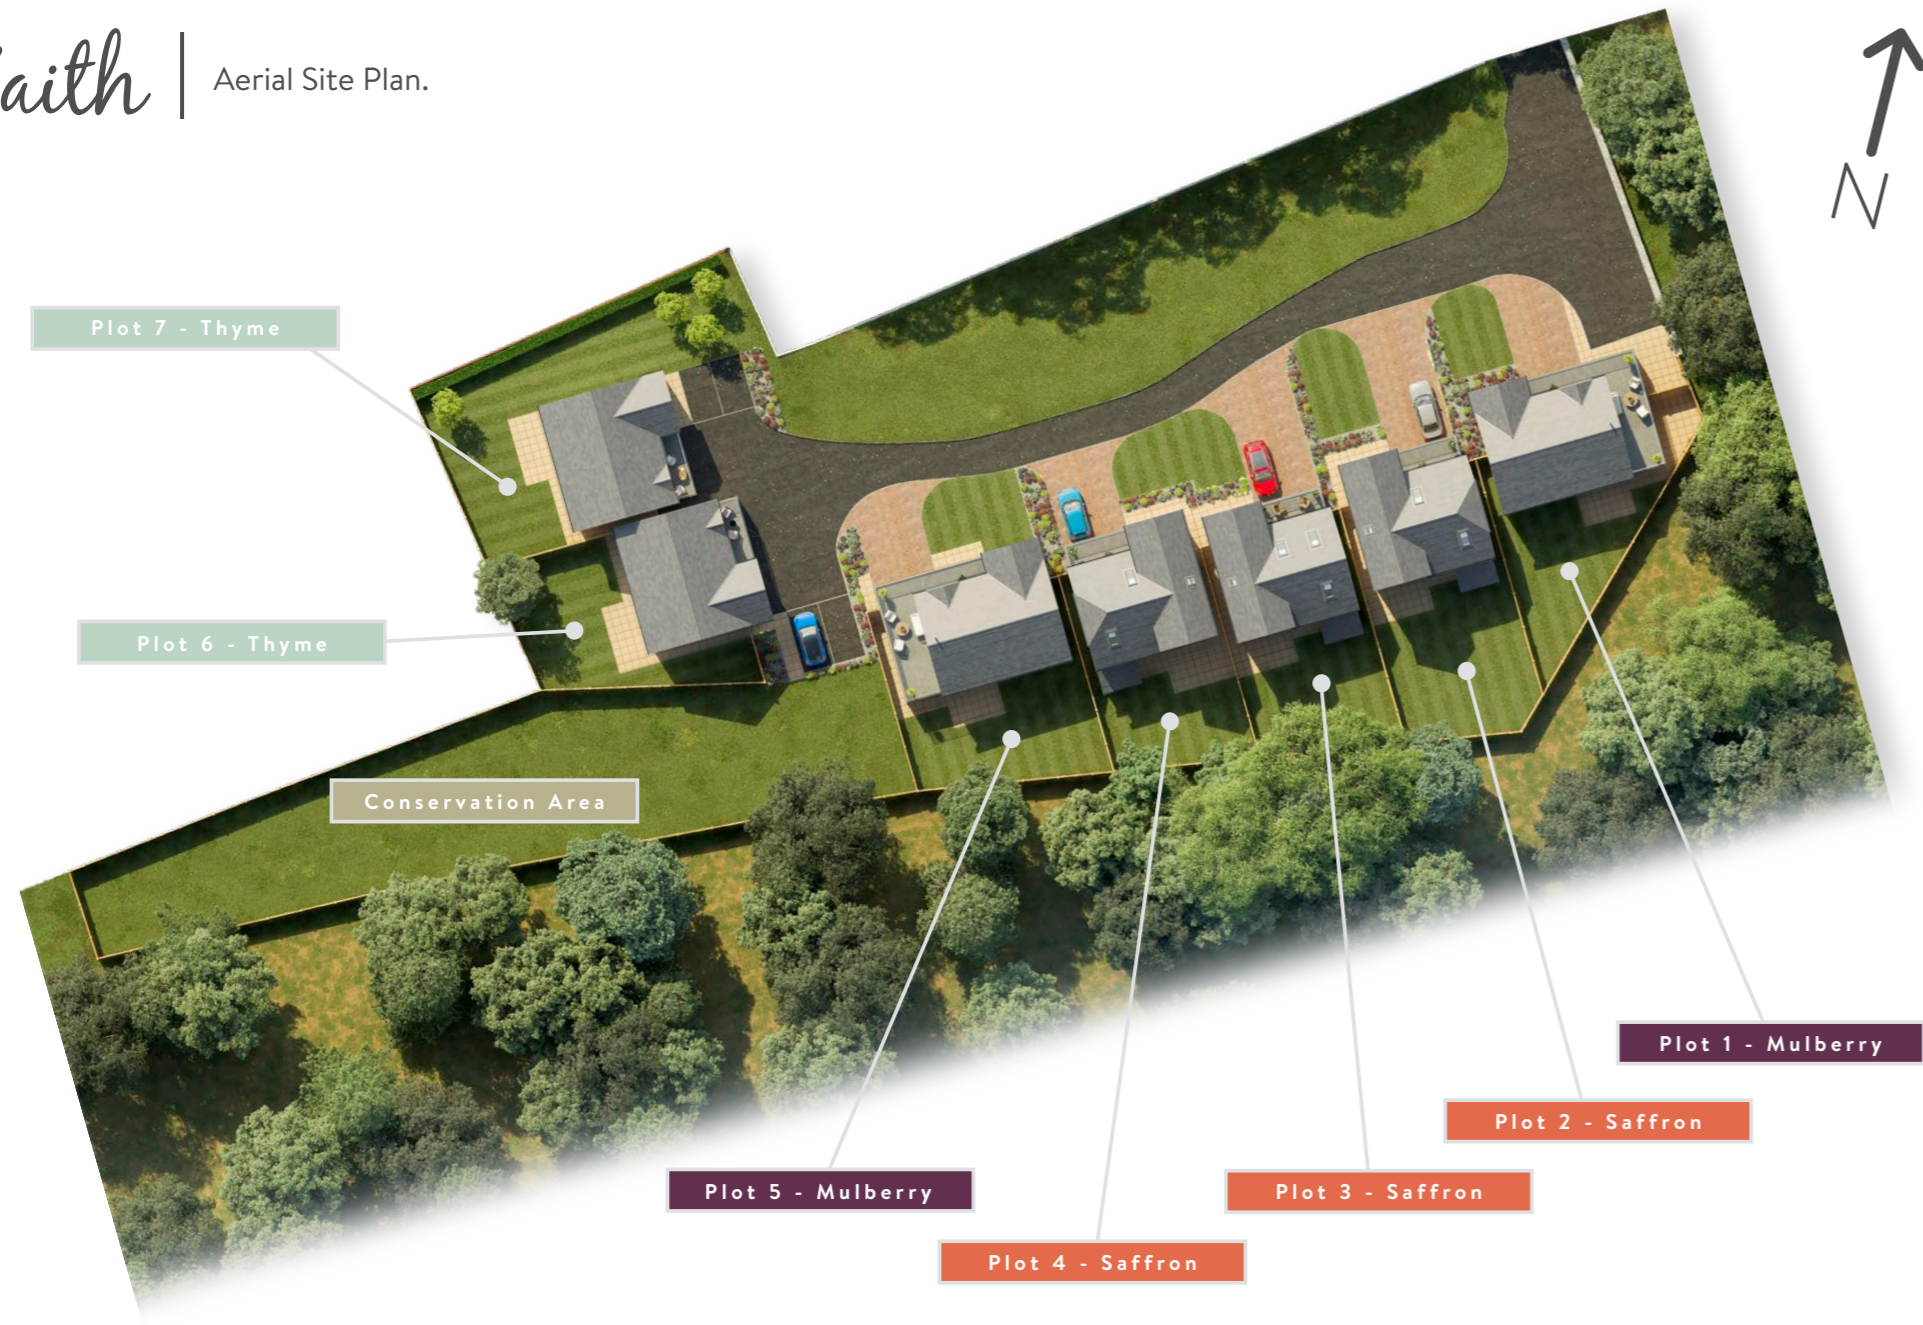 aith
Aerial Site Plan.
N
Plot 7 - Thyme
Plot 6 - Thyme
Conservation Area
Plot 1 - Mulberry
Plot 2 - Saffron
Plot 5 - Mulberry
Plot 3 - Saffron
Plot 4 - Saffron